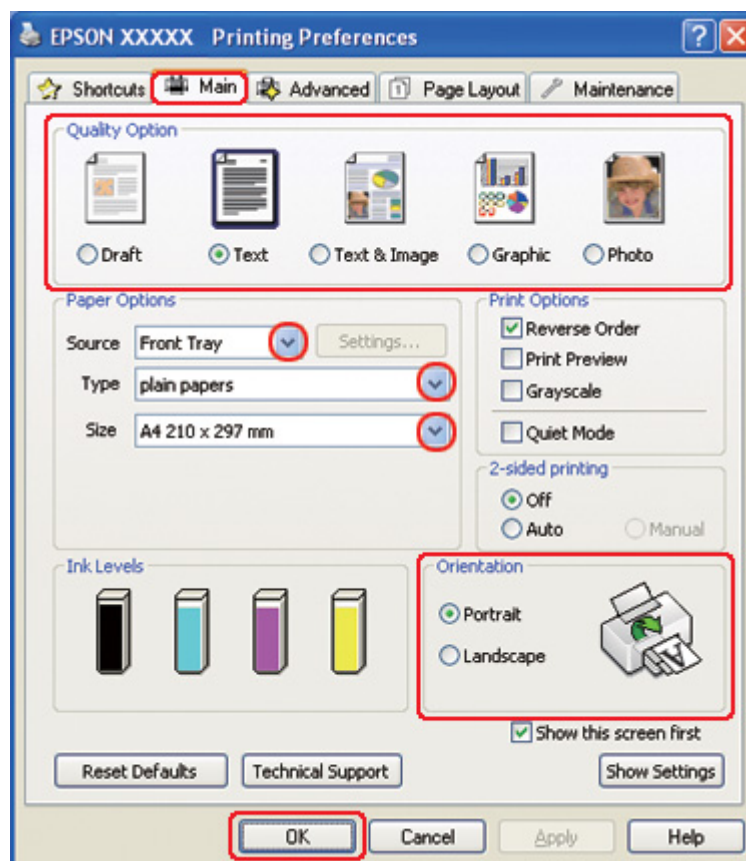 EPSON XXXXX Printing Preferences
Shortcuts Main Advanced 1 Page Layout Maintenance
Quality Option
Draft Text Text & Image Graphic Photo
Paper Options
Source Front Tray Settings...
Type plain papers
Size A4 210 x 297 mm
Print Options
Reverse Order
Print Preview
Grayscale
Quiet Mode
2-sided printing
Off
Auto Manual
Ink Levels
Orientation
Portrait
Landscape
A
Show this screen first
Reset Defaults Technical Support Show Settings
OK Cancel Apply Help